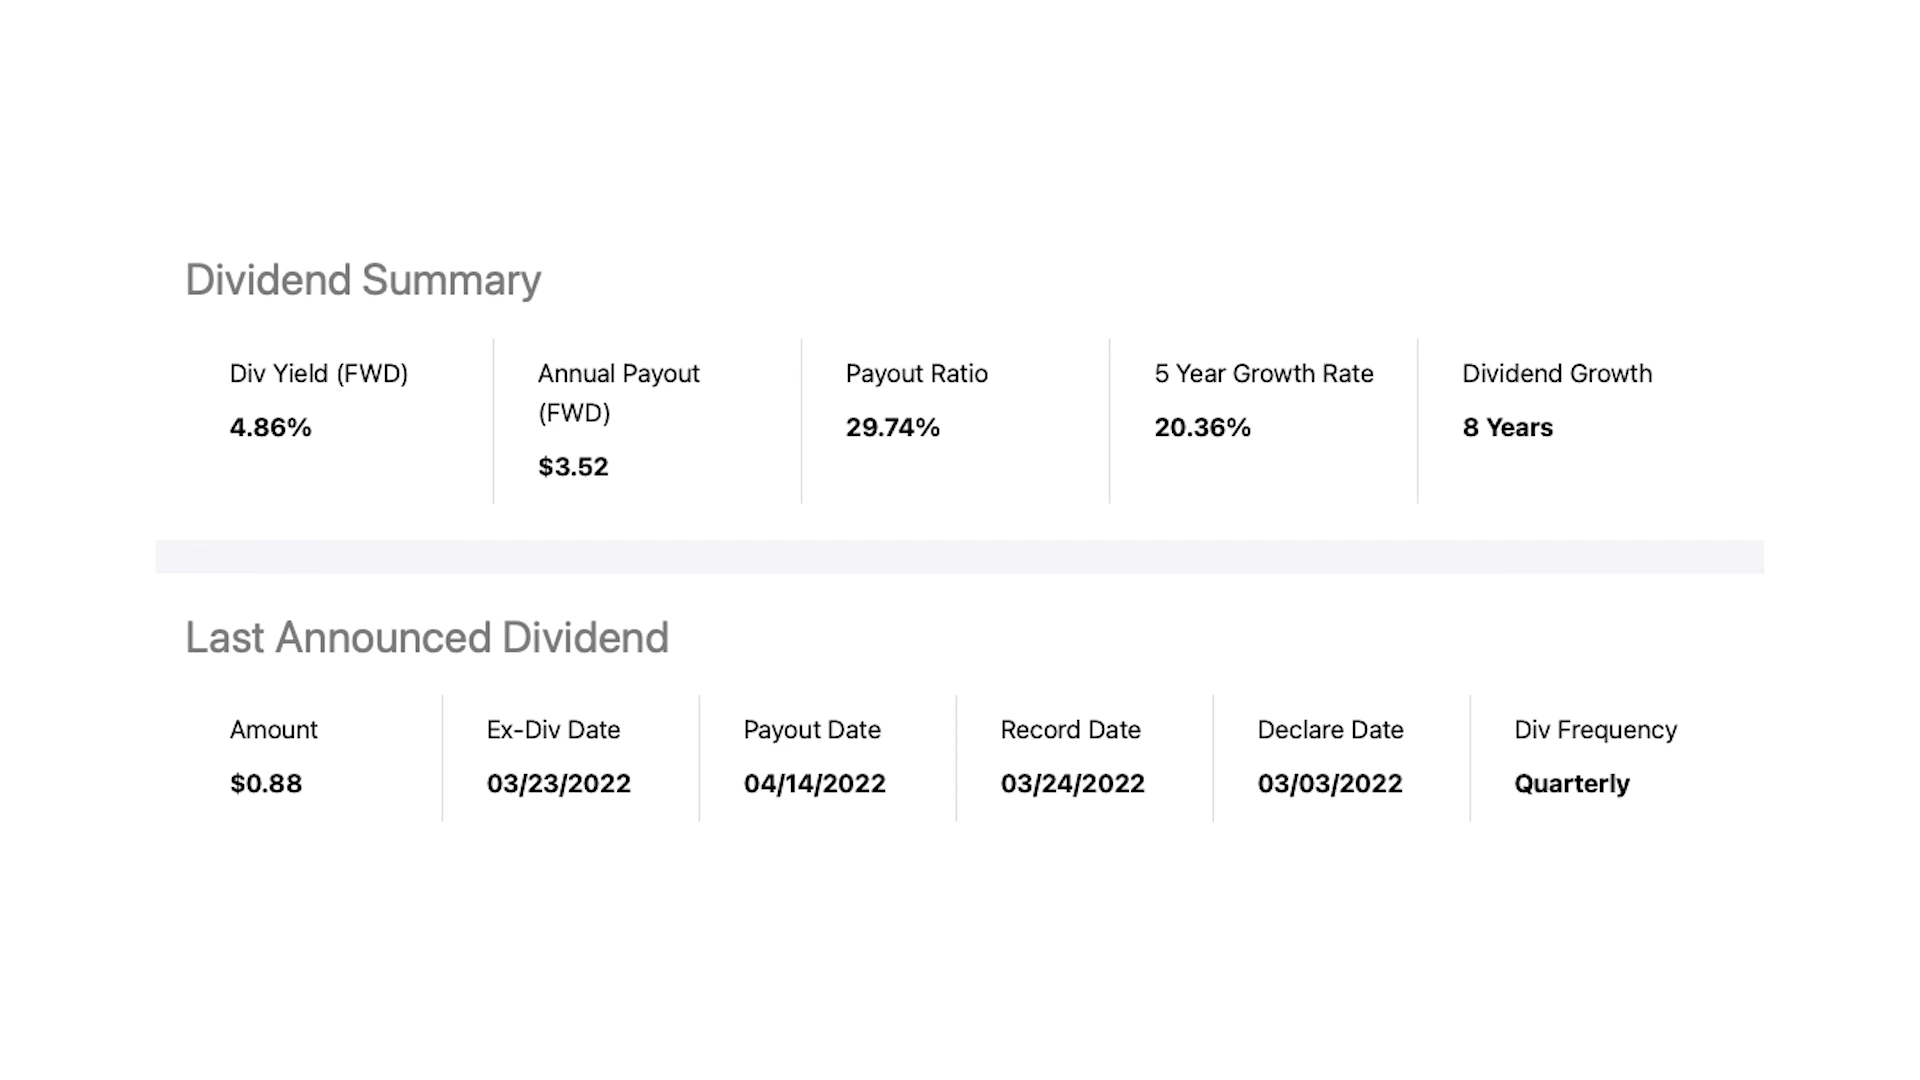 Dividend Summary
Div Yield (FWD)
4.86%
Annual Payout
(FWD)
$3.52
Payout Ratio
29.74%
5 Year Growth Rate
20.36%
Dividend Growth
8 Years
Last Announced Dividend
Amount
$0.88
Ex-Div Date
03/23/2022
Payout Date
04/14/2022
Record Date
03/24/2022
Declare Date
03/03/2022
Div Frequency
Quarterly